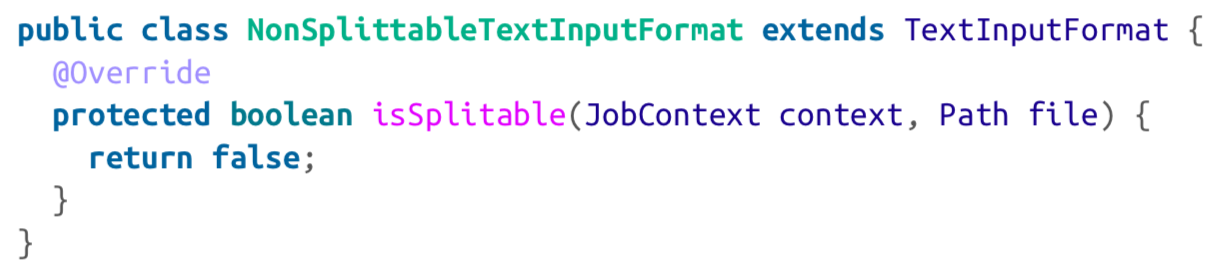 public class NonSplittableTextInputFormat extends TextInputFormat {
  @Override
  protected boolean isSplitable(JobContext context, Path file) {
    return false;
  }
}